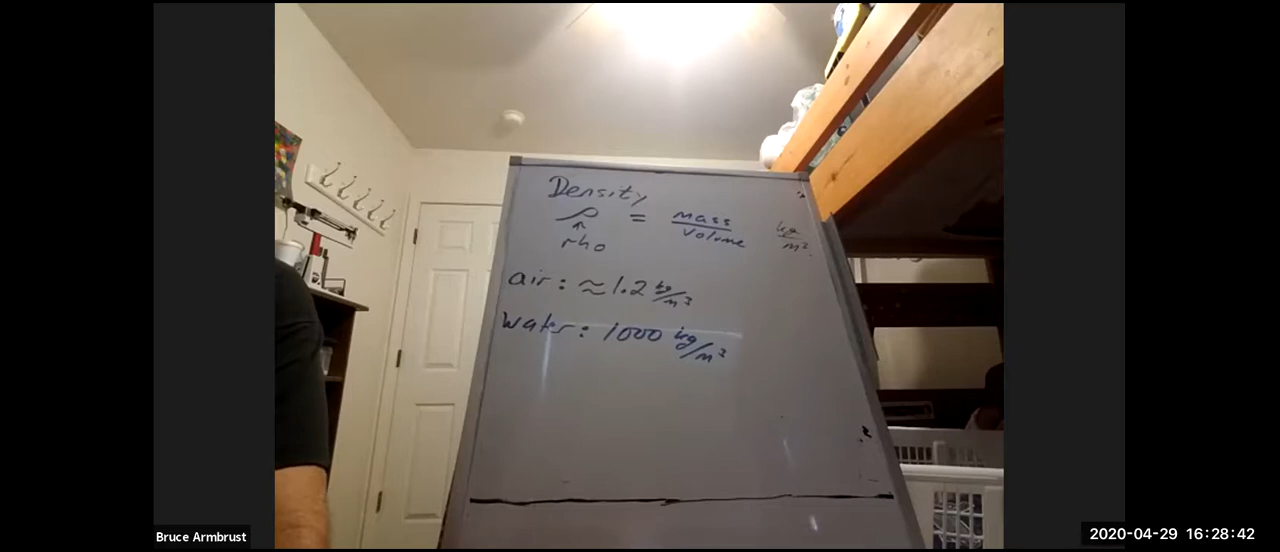 Density
ρ = mass/volume kg/m³
↑
rho
air: ≈ 1.2 kg/m³
Water: 1000 kg/m³
Bruce Armbrust
2020-04-29 16:28:42